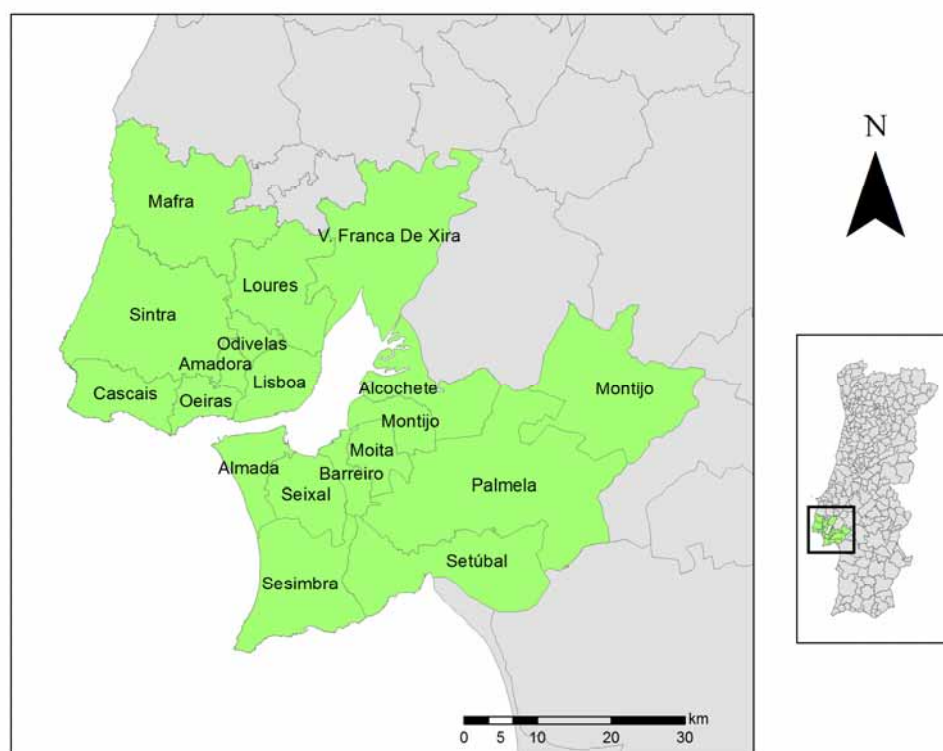 N
Mafra
V. Franca De Xira
Loures
Sintra
Odivelas
Amadora
Lisboa
Cascais
Oeiras
Alcochete
Montijo
Montijo
Moita
Almada
Barreiro
Seixal
Palmela
Setúbal
Sesimbra
km
0 5 10 20 30